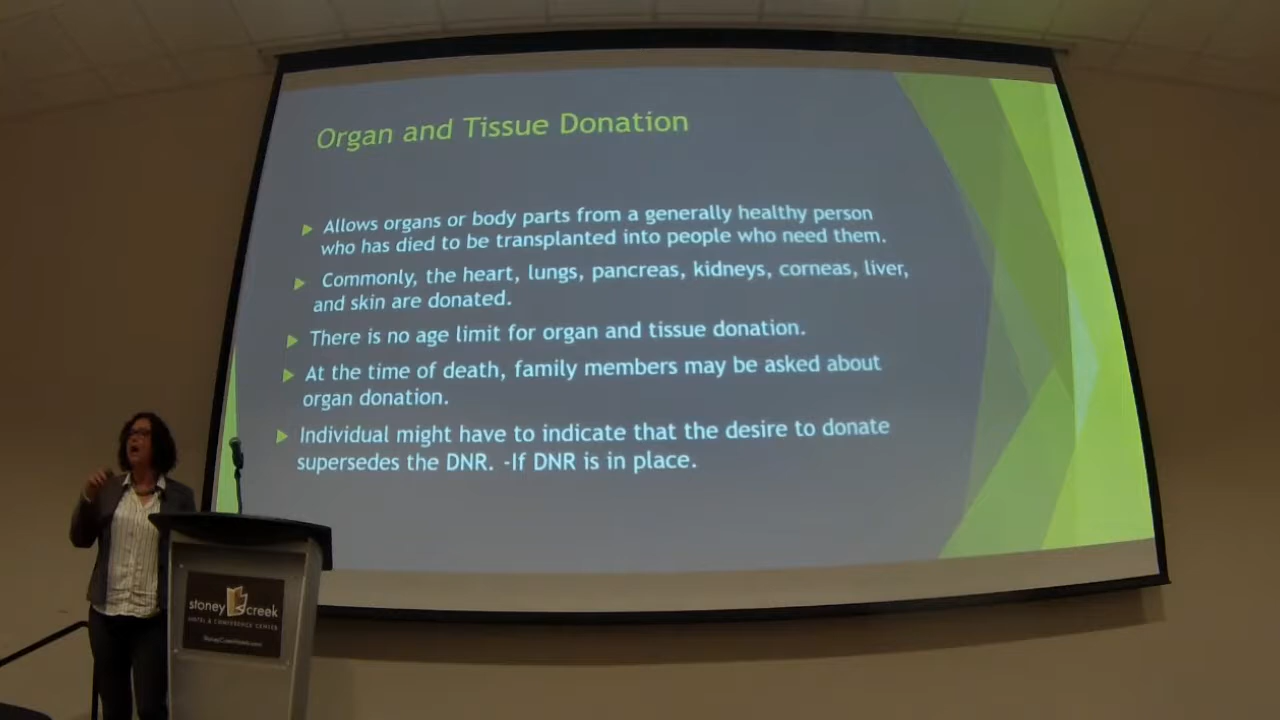 Organ and Tissue Donation
Allows organs or body parts from a generally healthy person
who has died to be transplanted into people who need them.
Commonly, the heart, lungs, pancreas, kidneys, corneas, liver,
and skin are donated.
There is no age limit for organ and tissue donation.
At the time of death, family members may be asked about
organ donation.
Individual might have to indicate that the desire to donate
supersedes the DNR. -If DNR is in place.
stoney creek
HOTEL & CONFERENCE CENTER